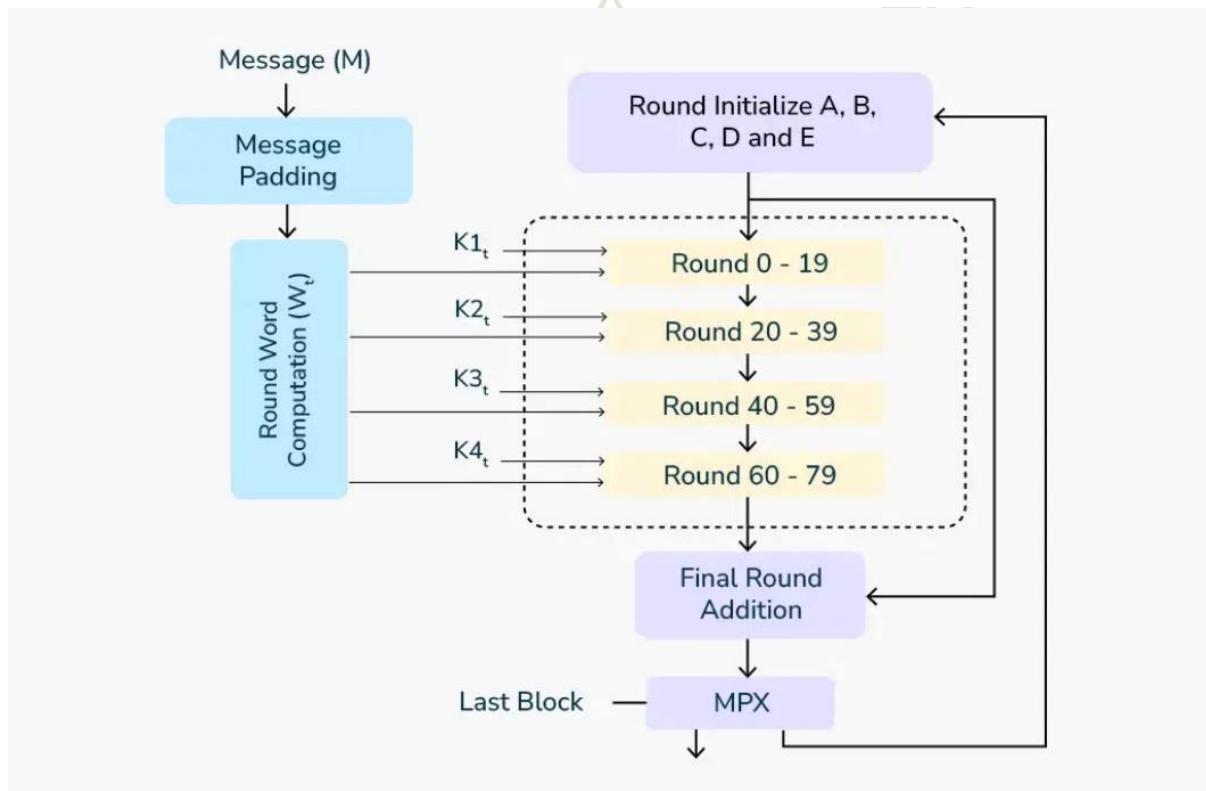 Message (M)
Message
Padding
Round Word
Computation (Wt)
Round Initialize A, B,
C, D and E
K1t
Round 0 - 19
K2t
Round 20 - 39
K3t
Round 40 - 59
K4t
Round 60 - 79
Final Round
Addition
Last Block
MPX